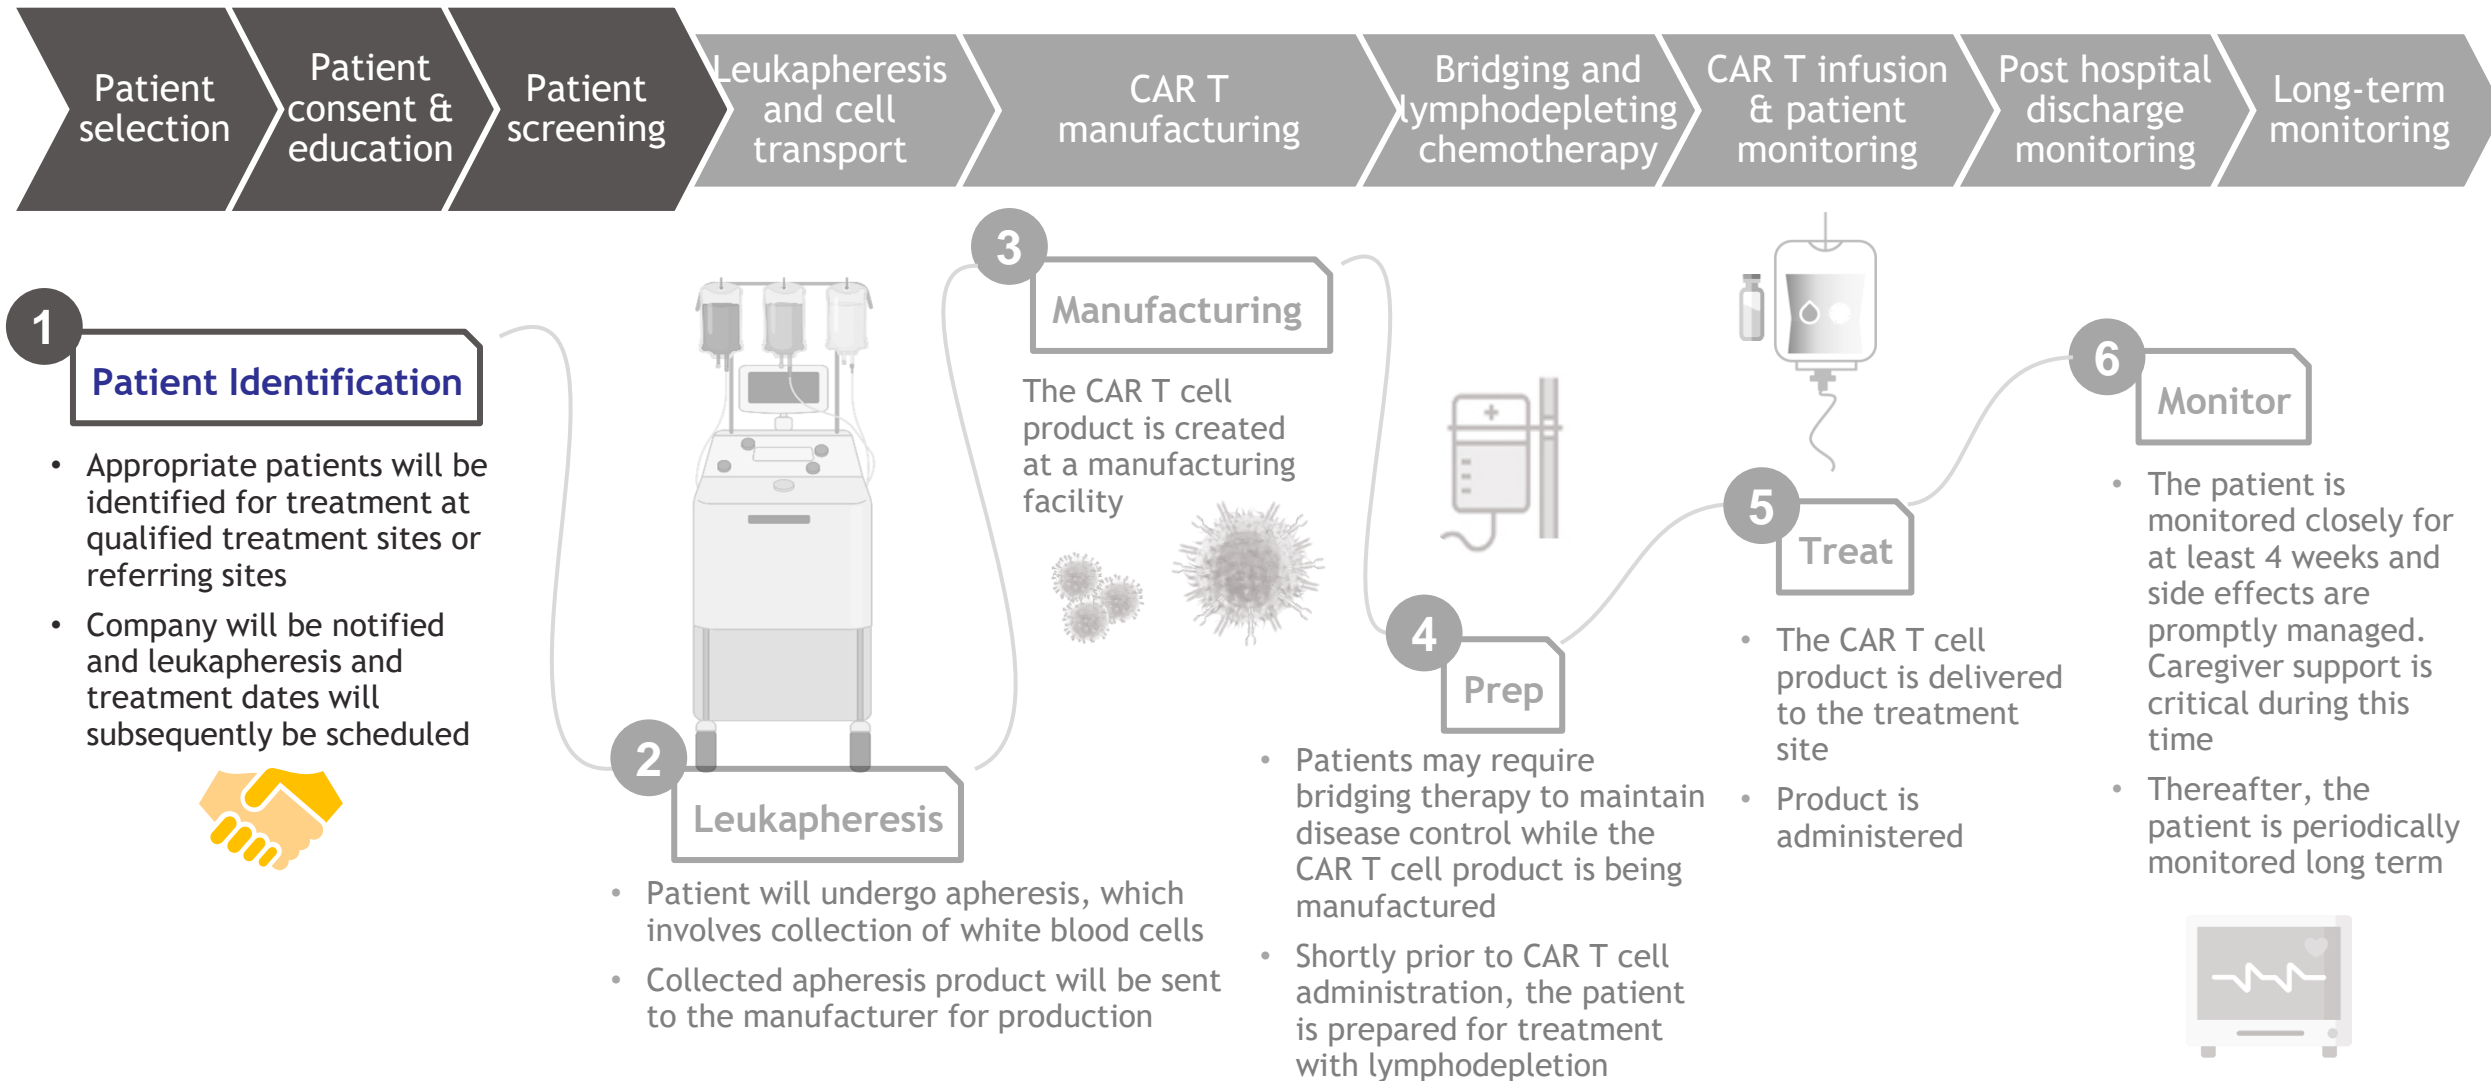 Patient
selection
Patient
consent &
education
Patient
screening
Leukapheresis
and cell
transport
CAR T
manufacturing
Bridging and
lymphodepleting
chemotherapy
CAR T infusion
& patient
monitoring
Post hospital
discharge
monitoring
Long-term
monitoring
1
Patient Identification
• Appropriate patients will be
identified for treatment at
qualified treatment sites or
referring sites
• Company will be notified
and leukapheresis and
treatment dates will
subsequently be scheduled
2
Leukapheresis
• Patient will undergo apheresis, which
involves collection of white blood cells
• Collected apheresis product will be sent
to the manufacturer for production
3
Manufacturing
The CAR T cell
product is created
at a manufacturing
facility
4
Prep
• Patients may require
bridging therapy to maintain
disease control while the
CAR T cell product is being
manufactured
• Shortly prior to CAR T cell
administration, the patient
is prepared for treatment
with lymphodepletion
5
Treat
• The CAR T cell
product is delivered
to the treatment
site
• Product is
administered
6
Monitor
• The patient is
monitored closely for
at least 4 weeks and
side effects are
promptly managed.
Caregiver support is
critical during this
time
• Thereafter, the
patient is periodically
monitored long term